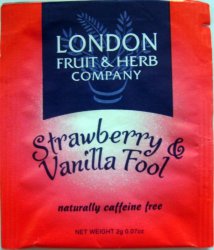 LONDON
FRUIT & HERB
COMPANY
Strawberry &
Vanilla Fool
naturally caffeine free
NET WEIGHT 2g 0.07oz